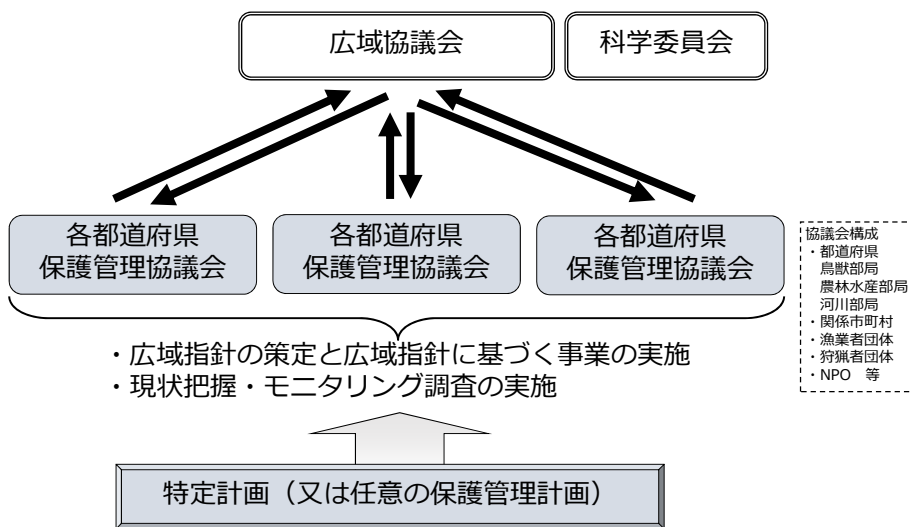 広域協議会
科学委員会
各都道府県
保護管理協議会
各都道府県
保護管理協議会
各都道府県
保護管理協議会
協議会構成
・都道府県
鳥獣部局
農林水産部局
河川部局
・関係市町村
・漁業者団体
・狩猟者団体
・NPO 等
・広域指針の策定と広域指針に基づく事業の実施
・現状把握・モニタリング調査の実施
特定計画（又は任意の保護管理計画）